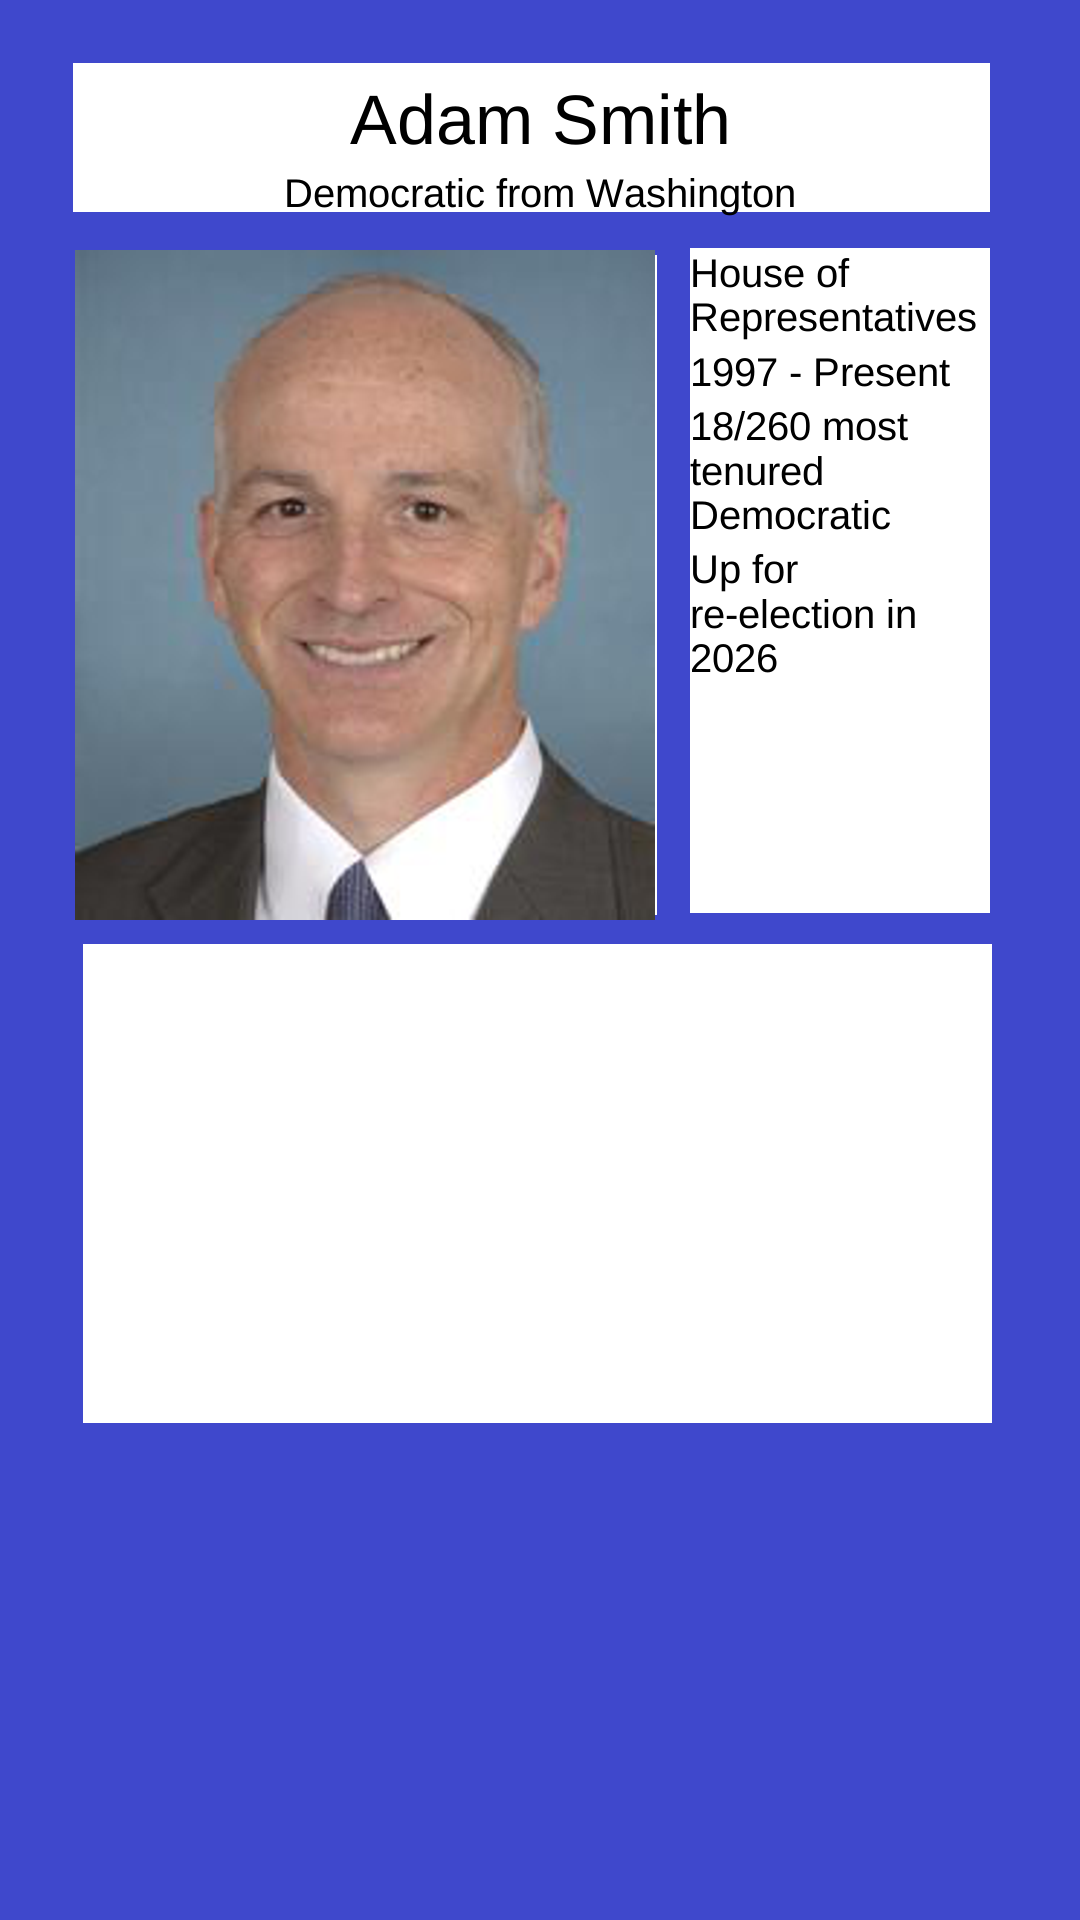 Adam Smith
Democratic from Washington
House of
Representatives
1997 - Present
18/260 most
tenured
Democratic
Up for
re-election in
2026